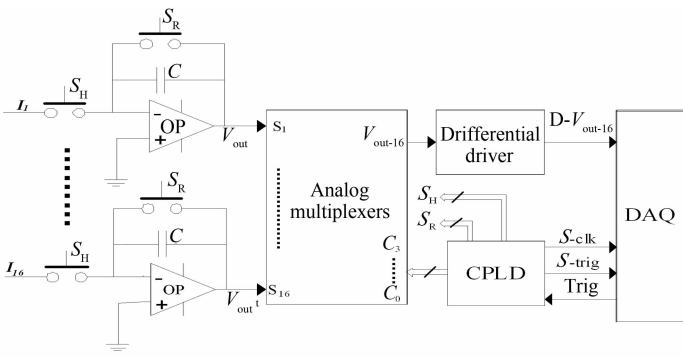 S_R
C
S_H
I_I
-
+
OP
V_out
S_1
V_out-16
Drifferential
driver
D-V_out-16
Analog
multiplexers
S_H
S_R
DAQ
S_R
C
S_H
I_16
-
+
OP
V_out t
S_16
C_3
C_0
CPLD
S-clk
S-trig
Trig